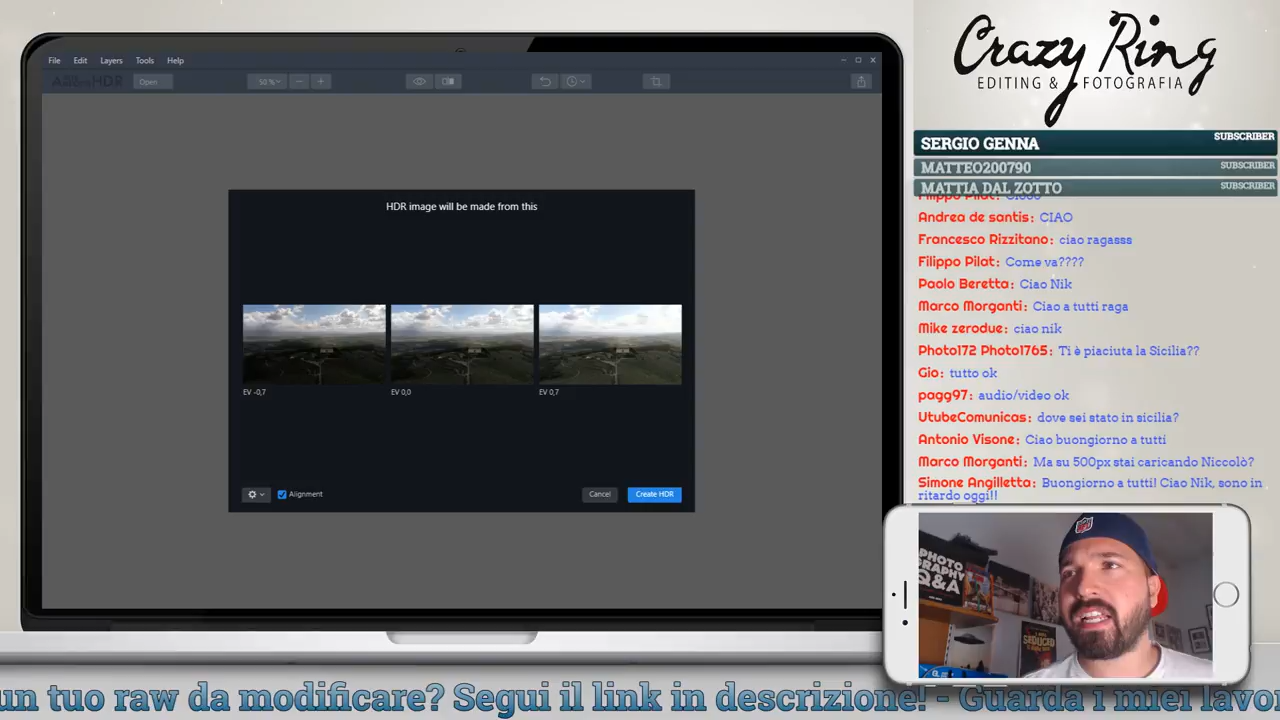 File Edit Layers Tools Help
Open 50 %
HDR image will be made from this
EV -0,7 EV 0,0 EV 0,7
Alignment Cancel Create HDR
Crazy Ring
EDITING & FOTOGRAFIA
SERGIO GENNA SUBSCRIBER
MATTEO200790 SUBSCRIBER
MATTIA DAL ZOTTO SUBSCRIBER
Filippo Pilat:
Andrea de santis: CIAO
Francesco Rizzitano: ciao ragasss
Filippo Pilat: Come va????
Paolo Beretta: Ciao Nik
Marco Morganti: Ciao a tutti raga
Mike zerodue: ciao nik
Photo172 Photo1765: Ti è piaciuta la Sicilia??
Gio: tutto ok
pagg97: audio/video ok
UtubeComunicas: dove sei stato in sicilia?
Antonio Visone: Ciao buongiorno a tutti
Marco Morganti: Ma su 500px stai caricando Niccolò?
Simone Angilletta: Buongiorno a tutti! Ciao Nik, sono in
ritardo oggi!!
PHOTO
GRAPHY
Q&A
SEDUCED
un tuo raw da modificare? Segui il link in descrizione! - Guarda i miei lavor